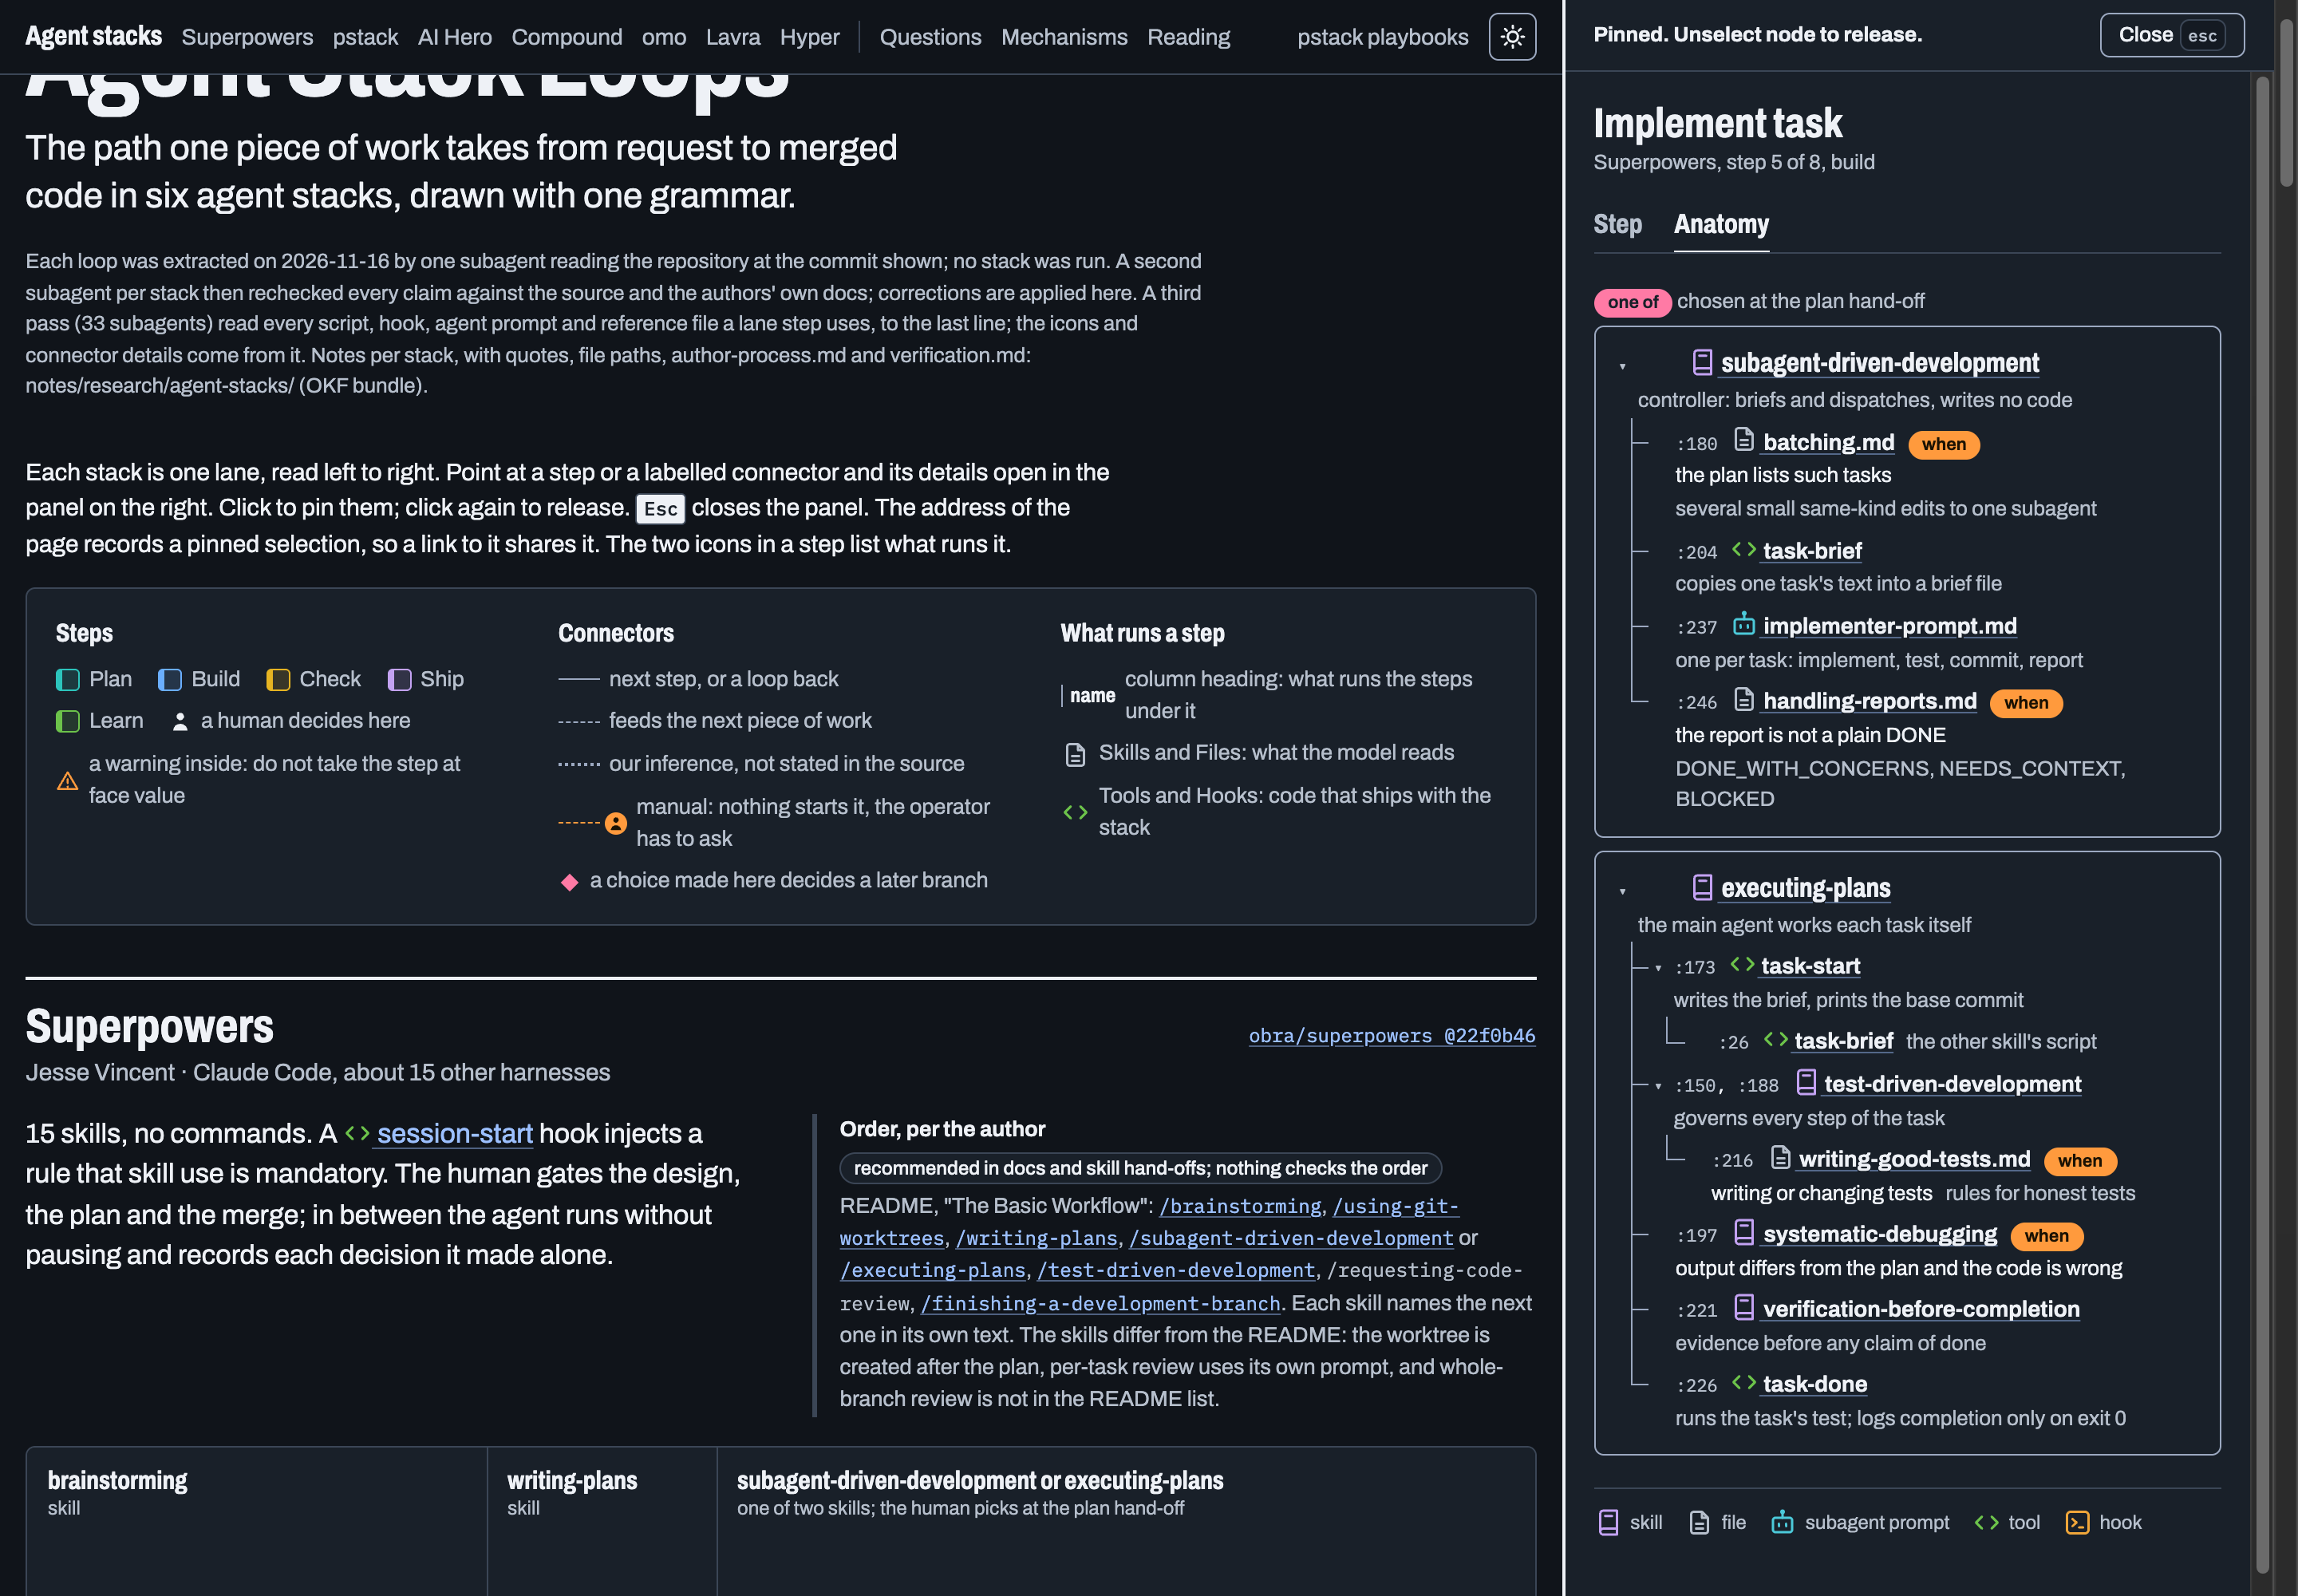 Agent stacks Superpowers pstack AI Hero Compound omo Lavra Hyper Questions Mechanisms Reading pstack playbooks
Agent Stack Loops
The path one piece of work takes from request to merged
code in six agent stacks, drawn with one grammar.
Each loop was extracted on 2026-11-16 by one subagent reading the repository at the commit shown; no stack was run. A second
subagent per stack then rechecked every claim against the source and the authors' own docs; corrections are applied here. A third
pass (33 subagents) read every script, hook, agent prompt and reference file a lane step uses, to the last line; the icons and
connector details come from it. Notes per stack, with quotes, file paths, author-process.md and verification.md:
notes/research/agent-stacks/ (OKF bundle).
Each stack is one lane, read left to right. Point at a step or a labelled connector and its details open in the
panel on the right. Click to pin them; click again to release. Esc closes the panel. The address of the
page records a pinned selection, so a link to it shares it. The two icons in a step list what runs it.
Steps
Plan Build Check Ship
Learn a human decides here
a warning inside: do not take the step at
face value
Connectors
next step, or a loop back
feeds the next piece of work
our inference, not stated in the source
manual: nothing starts it, the operator
has to ask
a choice made here decides a later branch
What runs a step
name column heading: what runs the steps
under it
Skills and Files: what the model reads
Tools and Hooks: code that ships with the
stack
Superpowers
obra/superpowers @22f0b46
Jesse Vincent · Claude Code, about 15 other harnesses
15 skills, no commands. A session-start hook injects a
rule that skill use is mandatory. The human gates the design,
the plan and the merge; in between the agent runs without
pausing and records each decision it made alone.
Order, per the author
recommended in docs and skill hand-offs; nothing checks the order
README, "The Basic Workflow": /brainstorming, /using-git-
worktrees, /writing-plans, /subagent-driven-development or
/executing-plans, /test-driven-development, /requesting-code-
review, /finishing-a-development-branch. Each skill names the next
one in its own text. The skills differ from the README: the worktree is
created after the plan, per-task review uses its own prompt, and whole-
branch review is not in the README list.
brainstorming
skill
writing-plans
skill
subagent-driven-development or executing-plans
one of two skills; the human picks at the plan hand-off
Pinned. Unselect node to release.
Close esc
Implement task
Superpowers, step 5 of 8, build
Step Anatomy
one of chosen at the plan hand-off
subagent-driven-development
controller: briefs and dispatches, writes no code
:180 batching.md when
the plan lists such tasks
several small same-kind edits to one subagent
:204 task-brief
copies one task's text into a brief file
:237 implementer-prompt.md
one per task: implement, test, commit, report
:246 handling-reports.md when
the report is not a plain DONE
DONE_WITH_CONCERNS, NEEDS_CONTEXT,
BLOCKED
executing-plans
the main agent works each task itself
:173 task-start
writes the brief, prints the base commit
:26 task-brief the other skill's script
:150, :188 test-driven-development
governs every step of the task
:216 writing-good-tests.md when
writing or changing tests rules for honest tests
:197 systematic-debugging when
output differs from the plan and the code is wrong
:221 verification-before-completion
evidence before any claim of done
:226 task-done
runs the task's test; logs completion only on exit 0
skill file subagent prompt tool hook